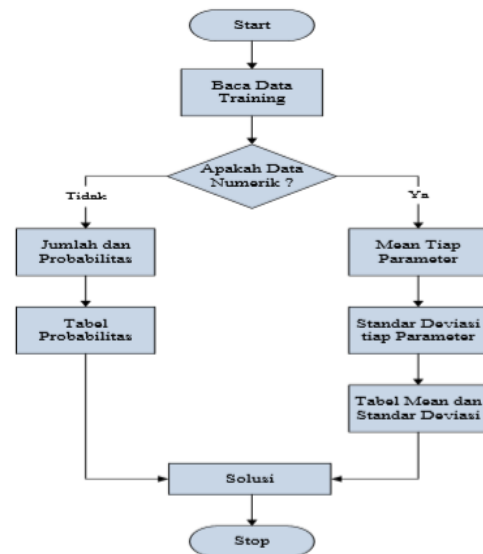 Start
Baca Data
Training
Apakah Data
Numerik ?
Tidak
Ya
Jumlah dan
Probabilitas
Mean Tiap
Parameter
Tabel
Probabilitas
Standar Deviasi
tiap Parameter
Tabel Mean dan
Standar Deviasi
Solusi
Stop